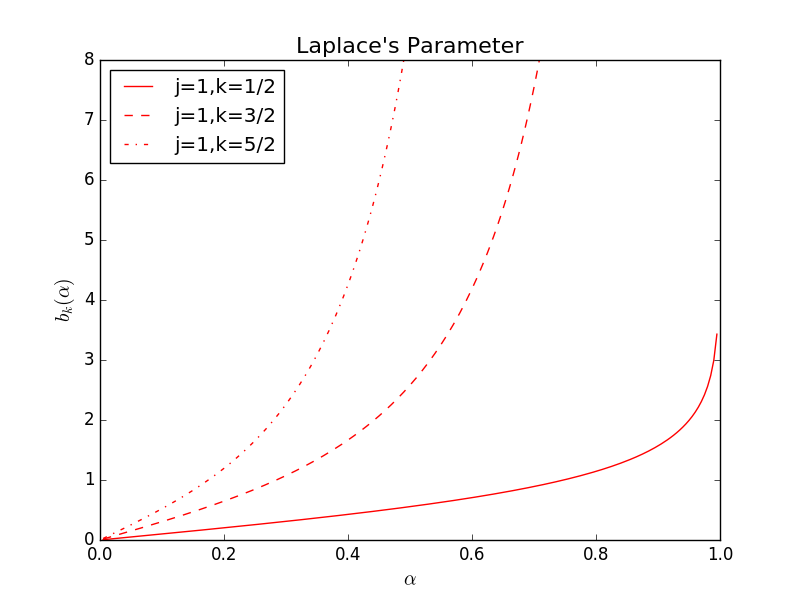 Laplace's Parameter
j=1,k=1/2
j=1,k=3/2
j=1,k=5/2
8
7
6
5
4
3
2
1
0
b_k(α)
0.0 0.2 0.4 0.6 0.8 1.0
α